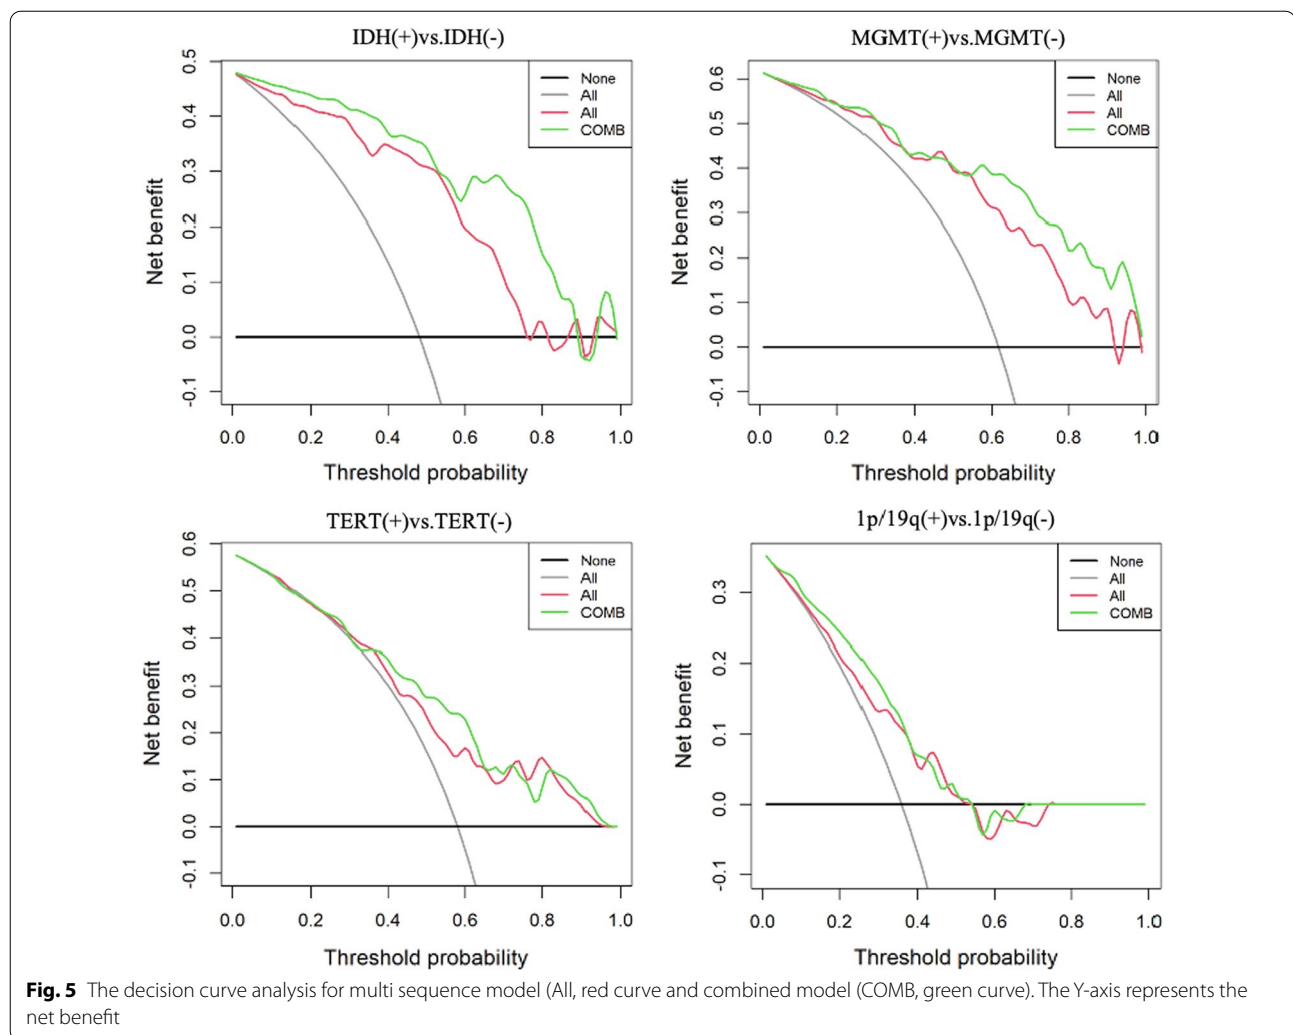 IDH(+)vs.IDH(-)
None
All
All
COMB
0.5
0.4
0.3
0.2
0.1
0.0
-0.1
Net benefit
0.0 0.2 0.4 0.6 0.8 1.0
Threshold probability
MGMT(+)vs.MGMT(-)
None
All
All
COMB
0.6
0.5
0.4
0.3
0.2
0.1
0.0
-0.1
Net benefit
0.0 0.2 0.4 0.6 0.8 1.0
Threshold probability
TERT(+)vs.TERT(-)
None
All
All
COMB
0.6
0.5
0.4
0.3
0.2
0.1
0.0
-0.1
Net benefit
0.0 0.2 0.4 0.6 0.8 1.0
Threshold probability
1p/19q(+)vs.1p/19q(-)
None
All
All
COMB
0.3
0.2
0.1
0.0
-0.1
Net benefit
0.0 0.2 0.4 0.6 0.8 1.0
Threshold probability
Fig. 5 The decision curve analysis for multi sequence model (All, red curve and combined model (COMB, green curve). The Y-axis represents the
net benefit